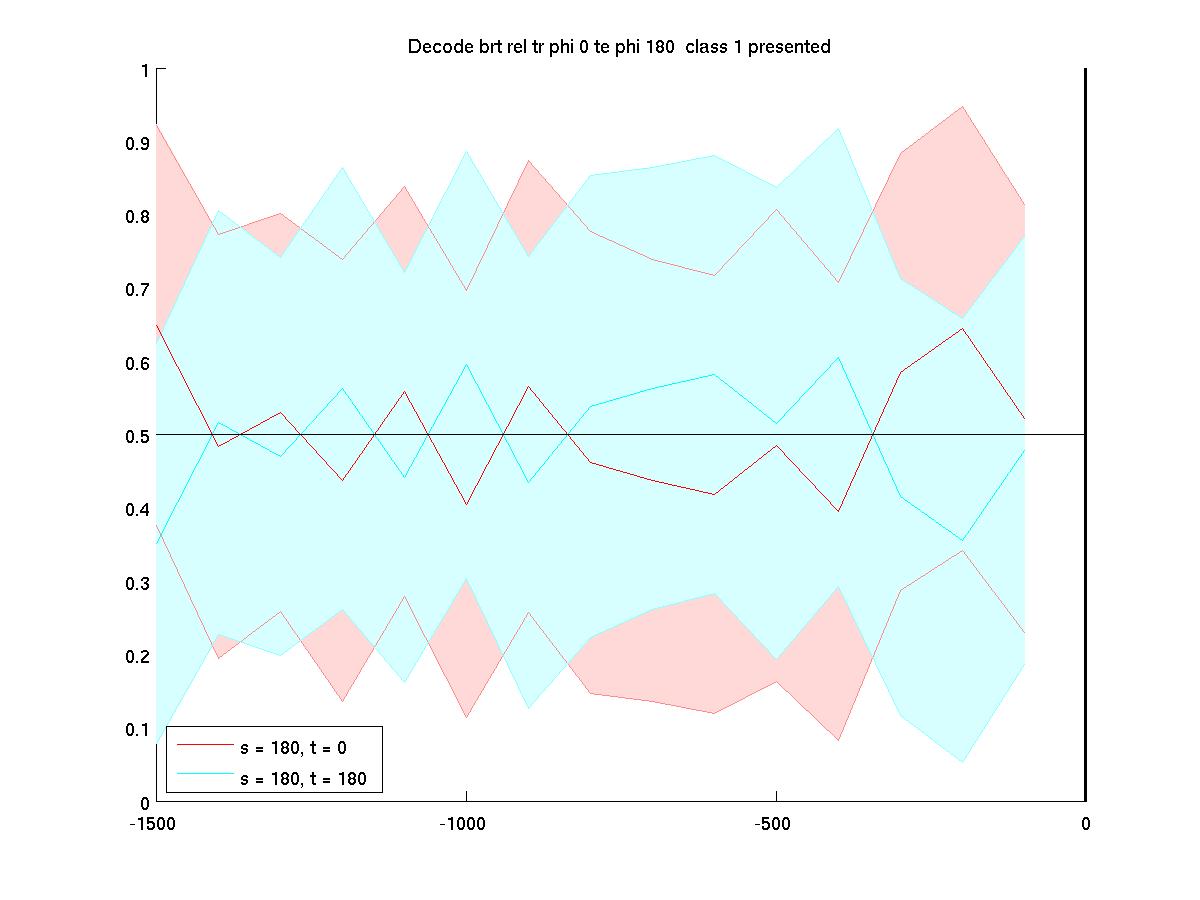 Decode brt rel tr phi 0 te phi 180  class 1 presented
1
0.9
0.8
0.7
0.6
0.5
0.4
0.3
0.2
0.1
0
s = 180, t = 0
s = 180, t = 180
-1500 -1000 -500 0